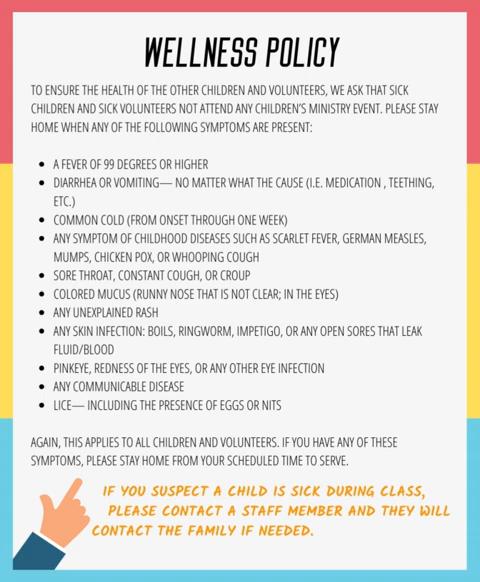 WELLNESS POLICY
TO ENSURE THE HEALTH OF THE OTHER CHILDREN AND VOLUNTEERS, WE ASK THAT SICK
CHILDREN AND SICK VOLUNTEERS NOT ATTEND ANY CHILDREN'S MINISTRY EVENT. PLEASE STAY
HOME WHEN ANY OF THE FOLLOWING SYMPTOMS ARE PRESENT:
• A FEVER OF 99 DEGREES OR HIGHER
• DIARRHEA OR VOMITING— NO MATTER WHAT THE CAUSE (I.E. MEDICATION , TEETHING,
ETC.)
• COMMON COLD (FROM ONSET THROUGH ONE WEEK)
• ANY SYMPTOM OF CHILDHOOD DISEASES SUCH AS SCARLET FEVER, GERMAN MEASLES,
MUMPS, CHICKEN POX, OR WHOOPING COUGH
• SORE THROAT, CONSTANT COUGH, OR CROUP
• COLORED MUCUS (RUNNY NOSE THAT IS NOT CLEAR; IN THE EYES)
• ANY UNEXPLAINED RASH
• ANY SKIN INFECTION: BOILS, RINGWORM, IMPETIGO, OR ANY OPEN SORES THAT LEAK
FLUID/BLOOD
• PINKEYE, REDNESS OF THE EYES, OR ANY OTHER EYE INFECTION
• ANY COMMUNICABLE DISEASE
• LICE— INCLUDING THE PRESENCE OF EGGS OR NITS
AGAIN, THIS APPLIES TO ALL CHILDREN AND VOLUNTEERS. IF YOU HAVE ANY OF THESE
SYMPTOMS, PLEASE STAY HOME FROM YOUR SCHEDULED TIME TO SERVE.
IF YOU SUSPECT A CHILD IS SICK DURING CLASS,
PLEASE CONTACT A STAFF MEMBER AND THEY WILL
CONTACT THE FAMILY IF NEEDED.